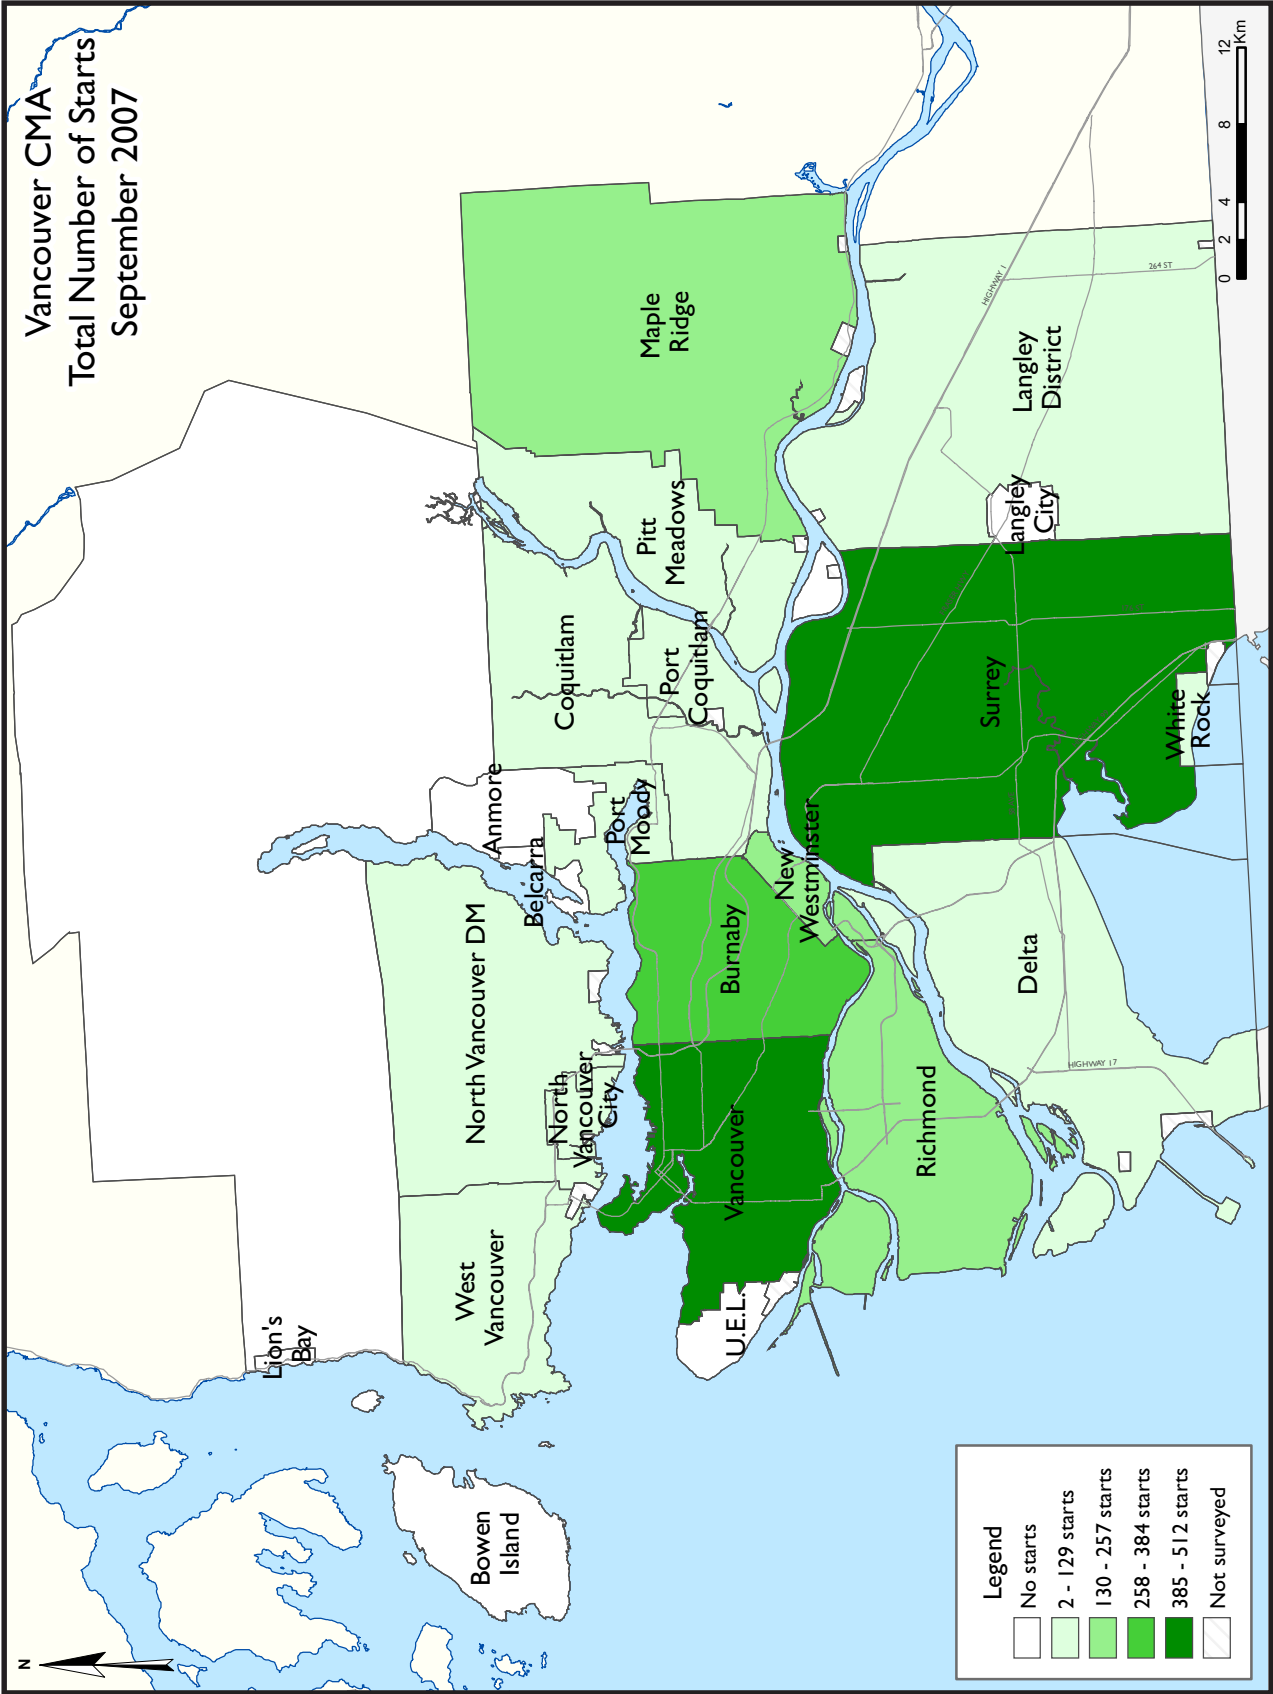 Vancouver CMA
Total Number of Starts
September 2007
N
Lion's
Bay
Bowen
Island
West
Vancouver
North Vancouver DM
North
Vancouver
City
Belcarra
Anmore
Port
Moody
Coquitlam
Port
Coquitlam
Pitt
Meadows
Maple
Ridge
U.E.L.
Vancouver
Burnaby
New
Westminster
Richmond
Delta
Surrey
White
Rock
Langley
City
Langley
District
HIGHWAY 1
264 ST
HIGHWAY 17
Legend
No starts
2 - 129 starts
130 - 257 starts
258 - 384 starts
385 - 512 starts
Not surveyed
0 2 4 8 12
Km